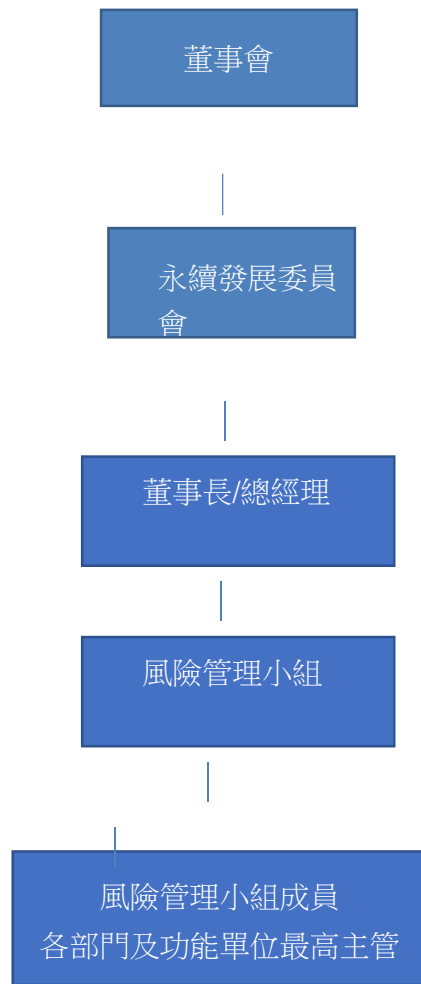 董事會
永續發展委員
會
董事長/總經理
風險管理小組
風險管理小組成員
各部門及功能單位最高主管